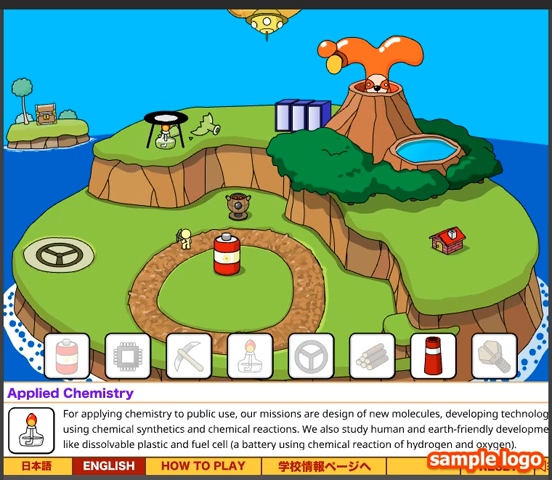 Applied Chemistry
For applying chemistry to public use, our missions are design of new molecules, developing technolog
using chemical synthetics and chemical reactions. We also study human and earth-friendly developme
like dissolvable plastic and fuel cell (a battery using chemical reaction of hydrogen and oxygen).
日本語 ENGLISH HOW TO PLAY 学校情報ページへ
sample logo